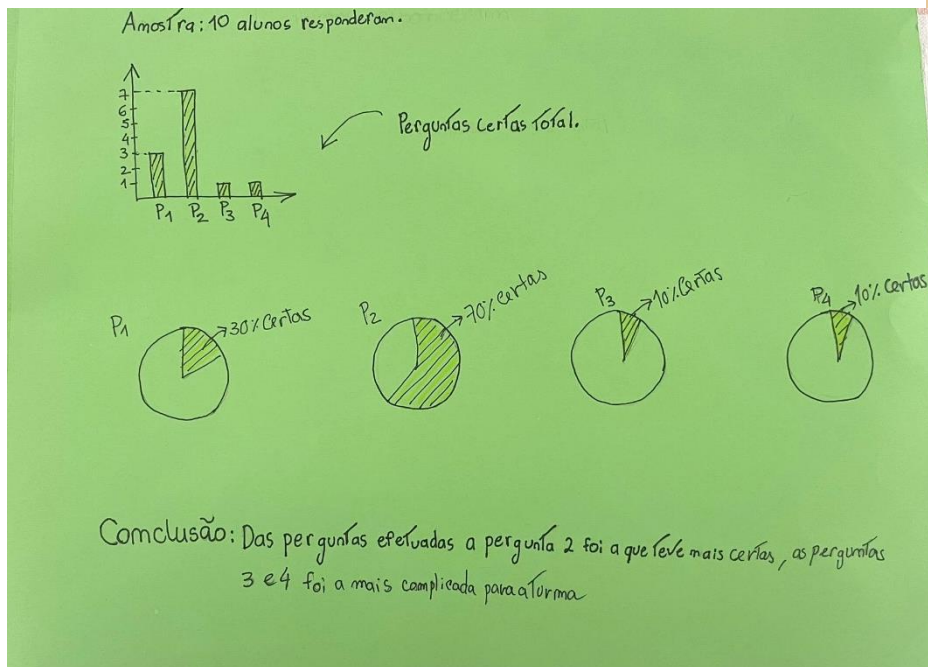 Amostra: 10 alunos responderam.
7
6
5
4
3
2
1
P1 P2 P3 P4
Perguntas certas Total.
P1
30% Certas
P2
70% certas
P3
10% Certas
P4
10% Certas
Comclusão: Das perguntas efetuadas a pergunta 2 foi a que teve mais certas, as perguntas
3 e 4 foi a mais complicada para a turma